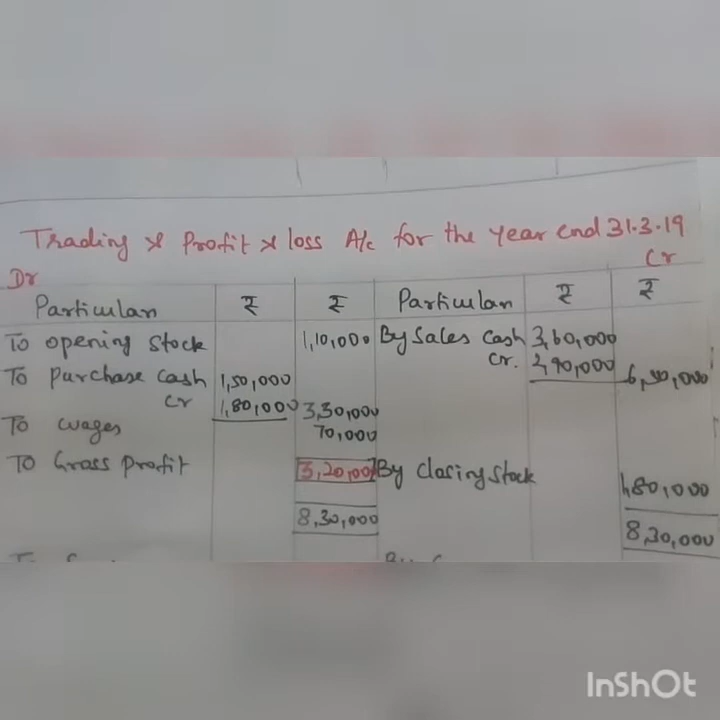 Trading & Profit & loss A/c for the year end 31.3.19
Dr Cr
Particular ₹ ₹ Particular ₹ ₹
To opening stock 1,10,000 By Sales cash 3,60,000
cr. 2,90,000 6,50,000
To purchase cash 1,50,000
cr 1,80,000 3,30,000
To wages 70,000
To Gross Profit 3,20,000 By Closing Stock 1,80,000
8,30,000 8,30,000
InShOt